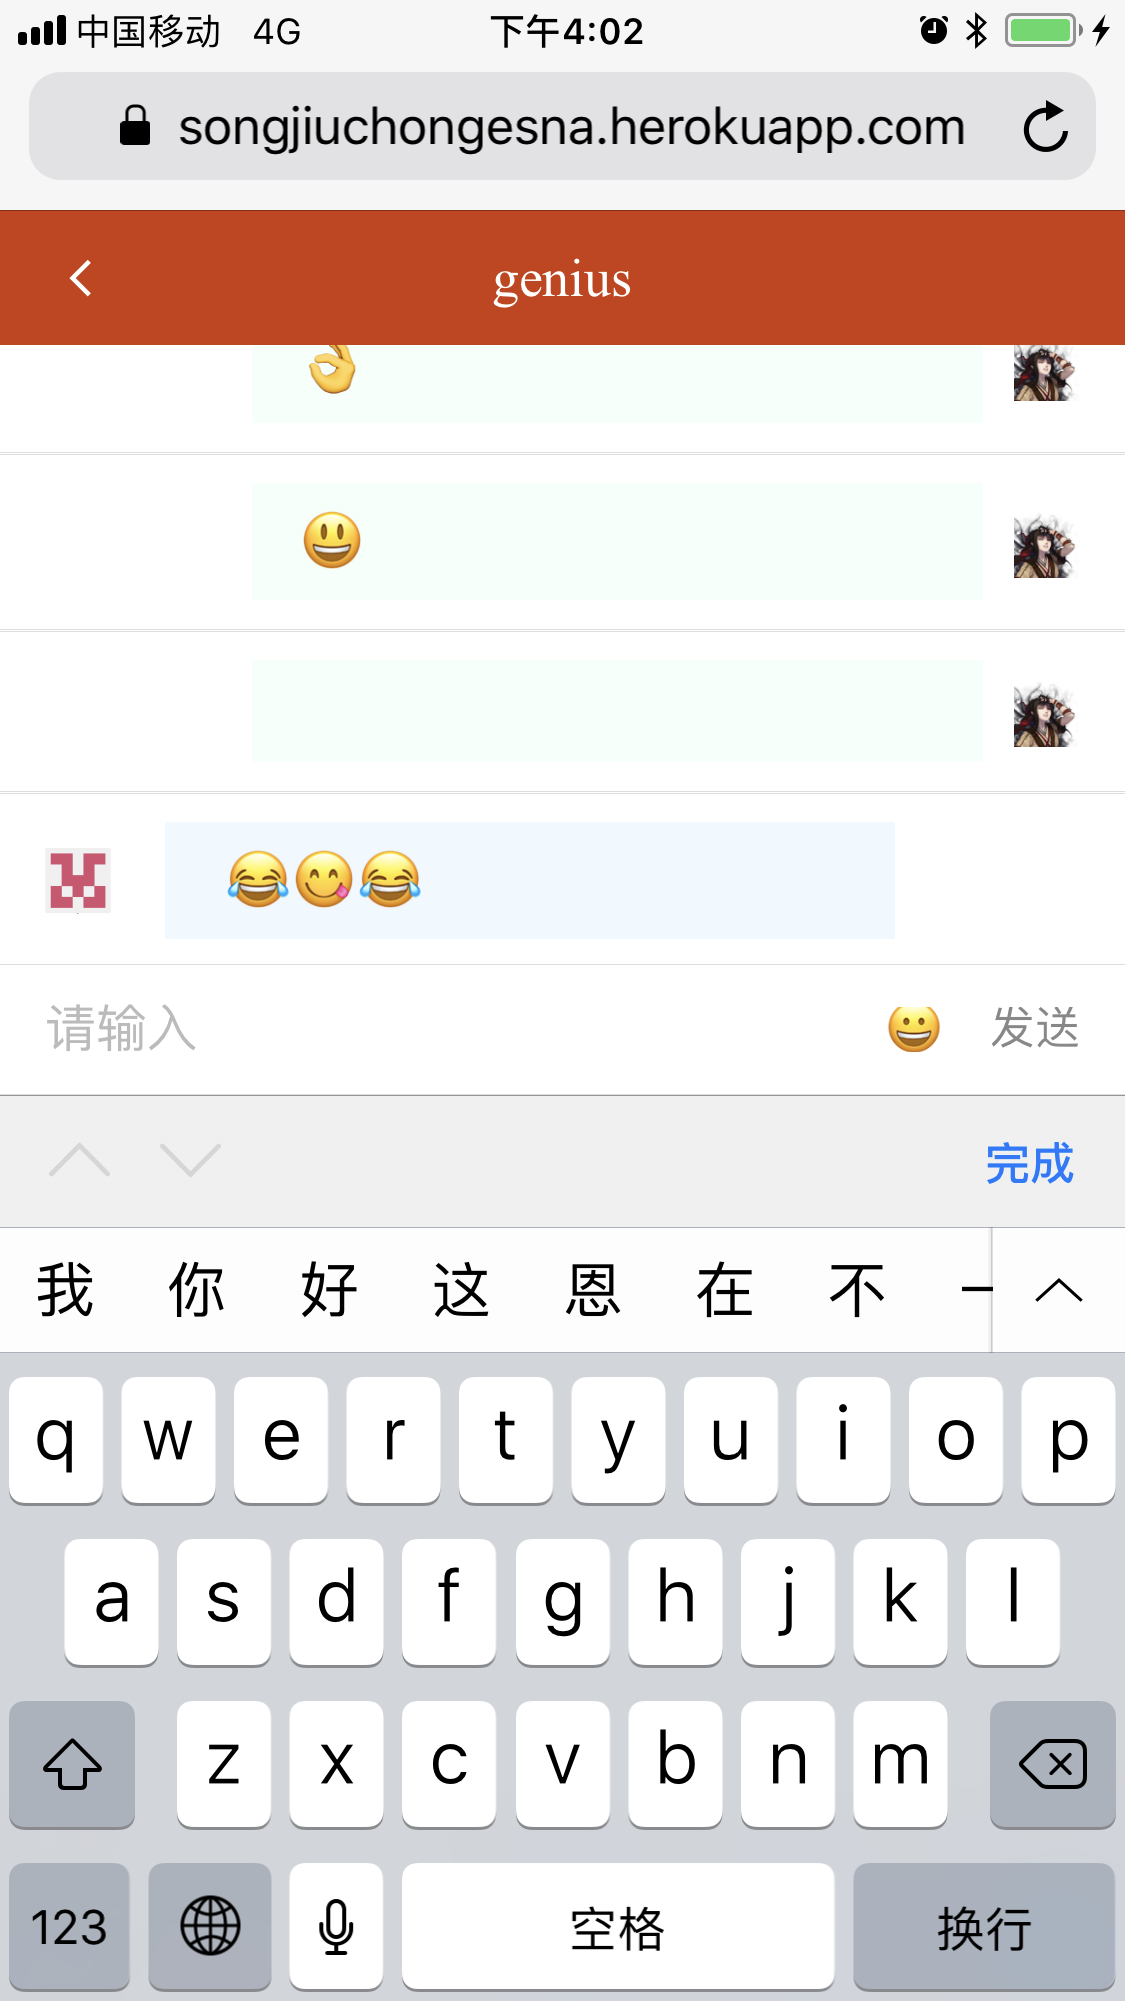 中国移动 4G 下午4:02
songjiuchongesna.herokuapp.com
genius
👌
😃
😂😋😂
请输入 😀 发送
完成
我 你 好 这 恩 在 不 一
q w e r t y u i o p
a s d f g h j k l
z x c v b n m
123 空格 换行